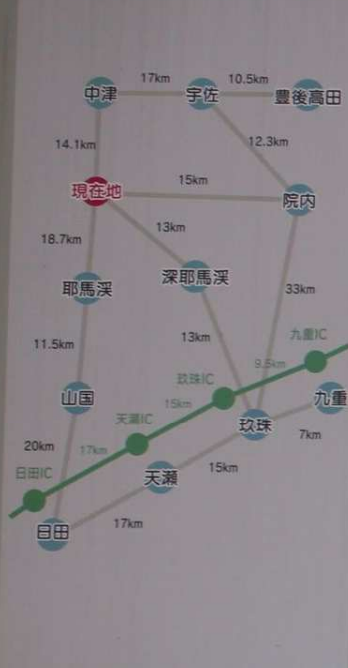 17km
10.5km
中津
宇佐
豊後高田
14.1km
12.3km
15km
現在地
院内
13km
18.7km
深耶馬渓
耶馬渓
33km
13km
九重IC
11.5km
9.5km
玖珠IC
山国
15km
九重
天瀬IC
玖珠
7km
20km
17km
15km
日田IC
天瀬
17km
日田